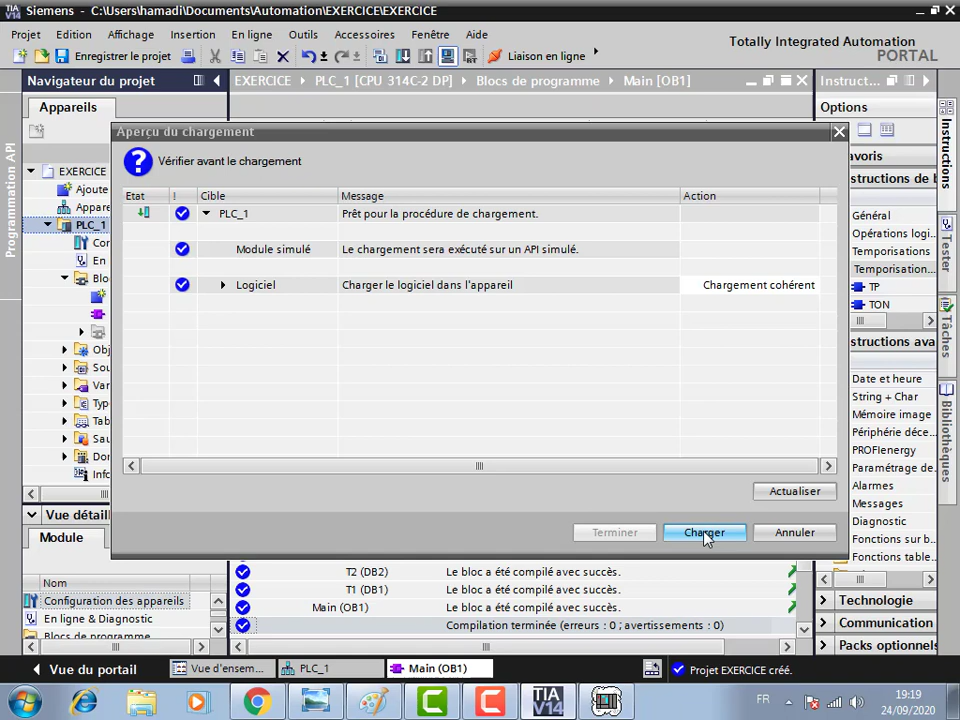 TIA V14 Siemens - C:\Users\hamadi\Documents\Automation\EXERCICE\EXERCICE
Projet Edition Affichage Insertion En ligne Outils Accessoires Fenêtre Aide
Enregistrer le projet Liaison en ligne
Totally Integrated Automation
PORTAL
Navigateur du projet
EXERCICE PLC_1 [CPU 314C-2 DP] Blocs de programme Main [OB1]
Instruct...
Appareils
Options
Programmation API
Instructions
Tester
Tâches
Bibliothèques
EXERCICE
Ajoute
Appare
PLC_1
Co
En
Blo
Obj
Sou
Var
Typ
Tab
Sau
Do
Info
Aperçu du chargement
Vérifier avant le chargement
Etat ! Cible Message Action
PLC_1 Prêt pour la procédure de chargement.
Module simulé Le chargement sera exécuté sur un API simulé.
Logiciel Charger le logiciel dans l'appareil Chargement cohérent
Actualiser
Terminer Charger Annuler
avoris
structions de b
Général
Opérations logi...
Temporisations
Temporisation...
TP
TON
structions ava
Date et heure
String + Char
Mémoire image
Périphérie déce...
PROFIenergy
Paramétrage de
Alarmes
Messages
Diagnostic
Fonctions sur b
Fonctions table...
Technologie
Communication
Packs optionnels
Vue détaill
Module
Nom
Configuration des appareils
En ligne & Diagnostic
Blocs de programme
T2 (DB2) Le bloc a été compilé avec succès.
T1 (DB1) Le bloc a été compilé avec succès.
Main (OB1) Le bloc a été compilé avec succès.
Compilation terminée (erreurs : 0 ; avertissements : 0)
Vue du portail Vue d'ensem... PLC_1 Main (OB1) Projet EXERCICE créé.
TIA V14
FR
19:19
24/09/2020